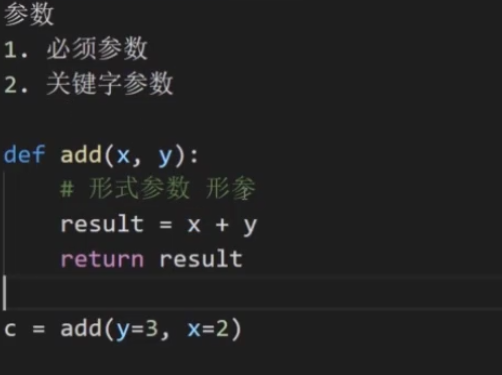 参数
1. 必须参数
2. 关键字参数
def add(x, y):
    # 形式参数 形参
    result = x + y
    return result
c = add(y=3, x=2)